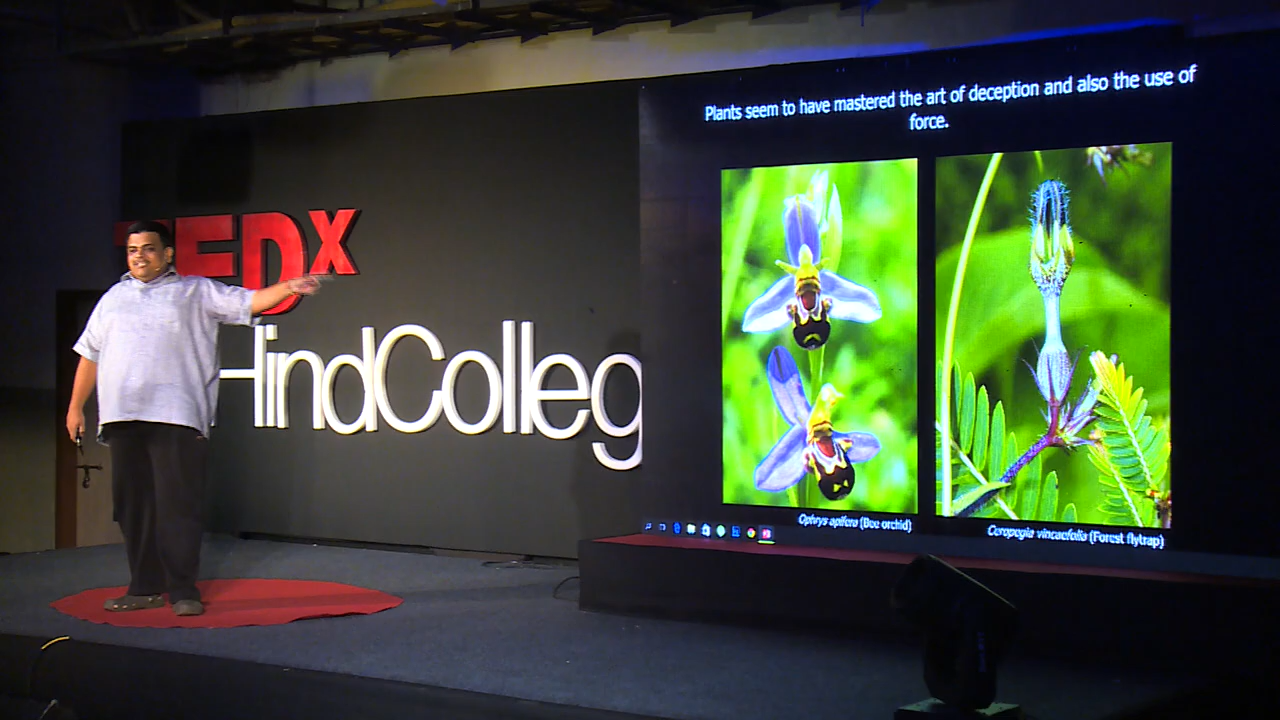 Plants seem to have mastered the art of deception and also the use of
force.
TEDx
HindColleg
Ophrys apifera (Bee orchid)
Ceropegia vincaefolia (Forest flytrap)